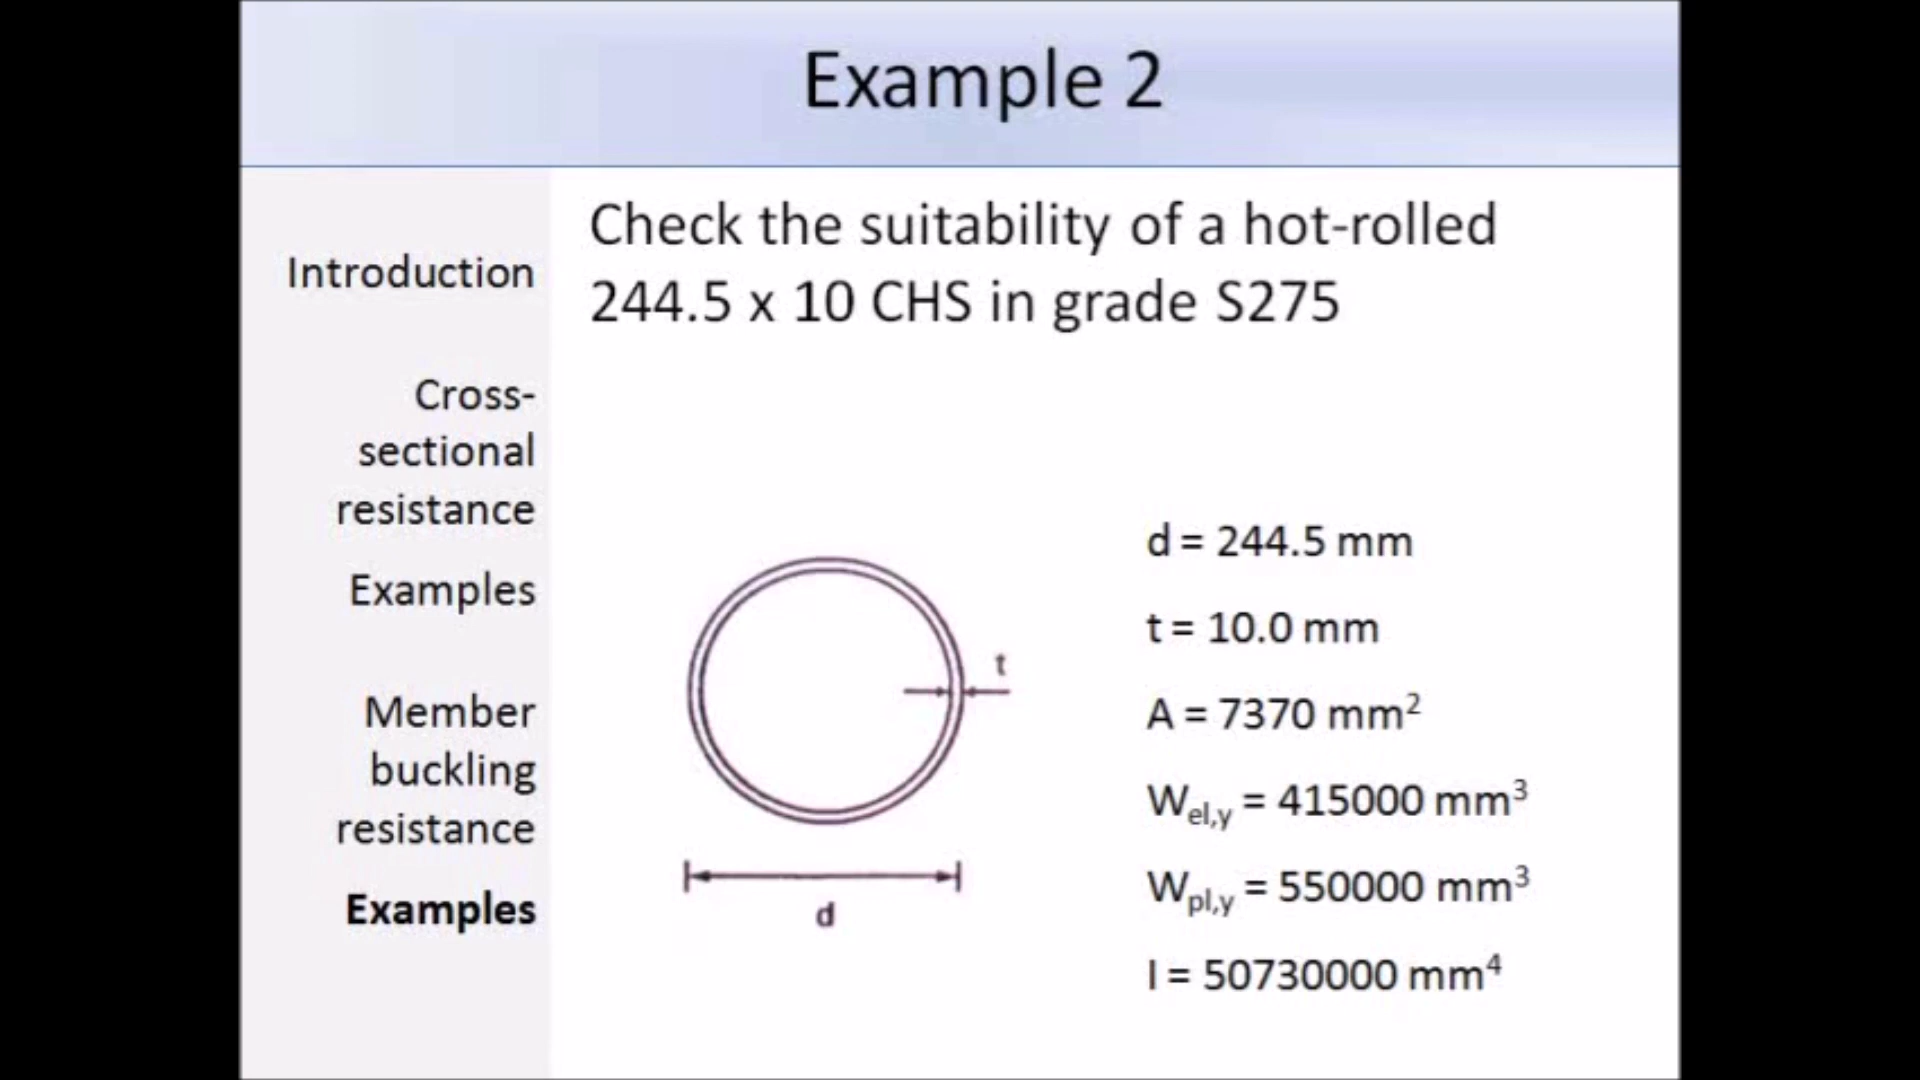 Example 2
Introduction
Cross-
sectional
resistance
Examples
Member
buckling
resistance
Examples
Check the suitability of a hot-rolled
244.5 x 10 CHS in grade S275
t
d
d = 244.5 mm
t = 10.0 mm
A = 7370 mm²
Wel,y = 415000 mm³
Wpl,y = 550000 mm³
I = 50730000 mm⁴